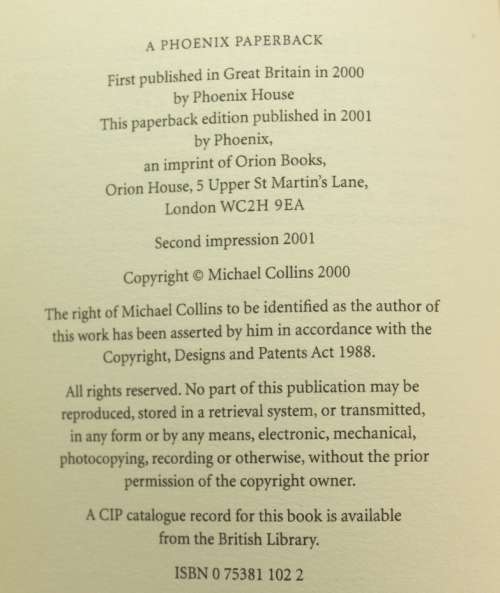 A PHOENIX PAPERBACK
First published in Great Britain in 2000
by Phoenix House
This paperback edition published in 2001
by Phoenix,
an imprint of Orion Books,
Orion House, 5 Upper St Martin's Lane,
London WC2H 9EA
Second impression 2001
Copyright © Michael Collins 2000
The right of Michael Collins to be identified as the author of
this work has been asserted by him in accordance with the
Copyright, Designs and Patents Act 1988.
All rights reserved. No part of this publication may be
reproduced, stored in a retrieval system, or transmitted,
in any form or by any means, electronic, mechanical,
photocopying, recording or otherwise, without the prior
permission of the copyright owner.
A CIP catalogue record for this book is available
from the British Library.
ISBN 0 75381 102 2